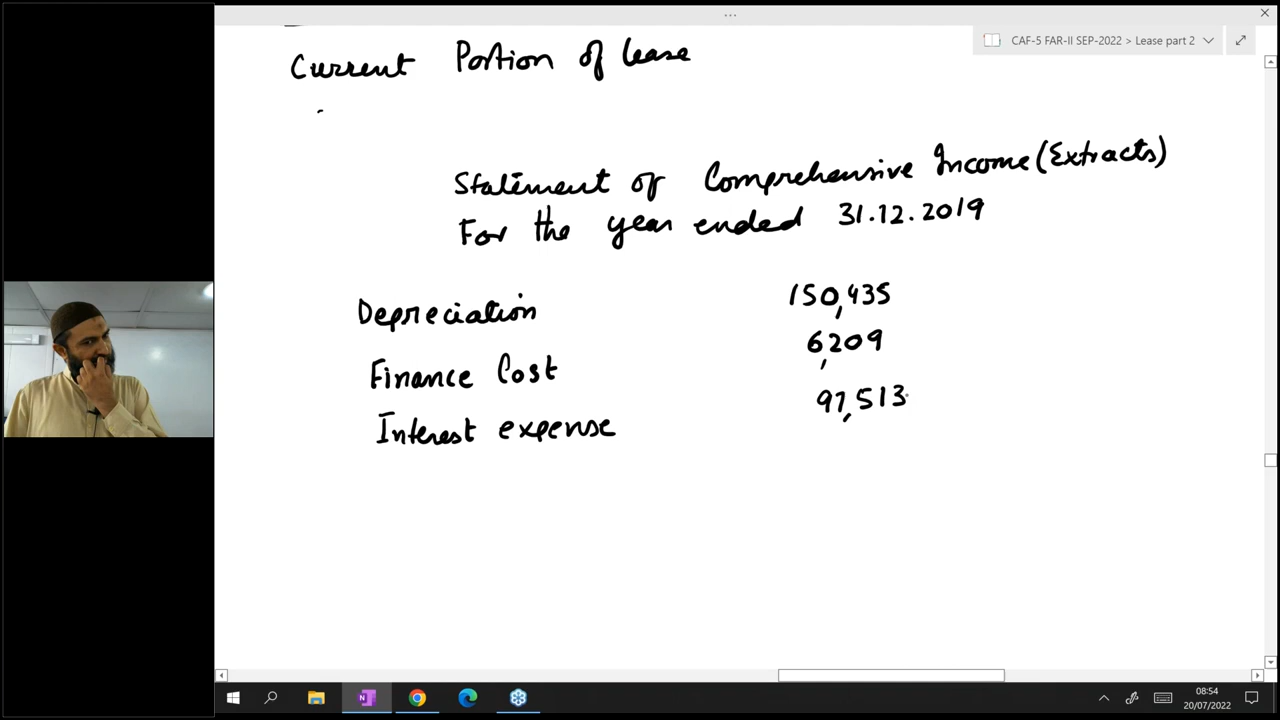 CAF-5 FAR-II SEP-2022 > Lease part 2
Current Portion of lease
Statement of Comprehensive Income (Extracts)
For the year ended 31.12.2019
Depreciation 150,435
Finance Cost 6,209
Interest expense 97,513
08:54
20/07/2022